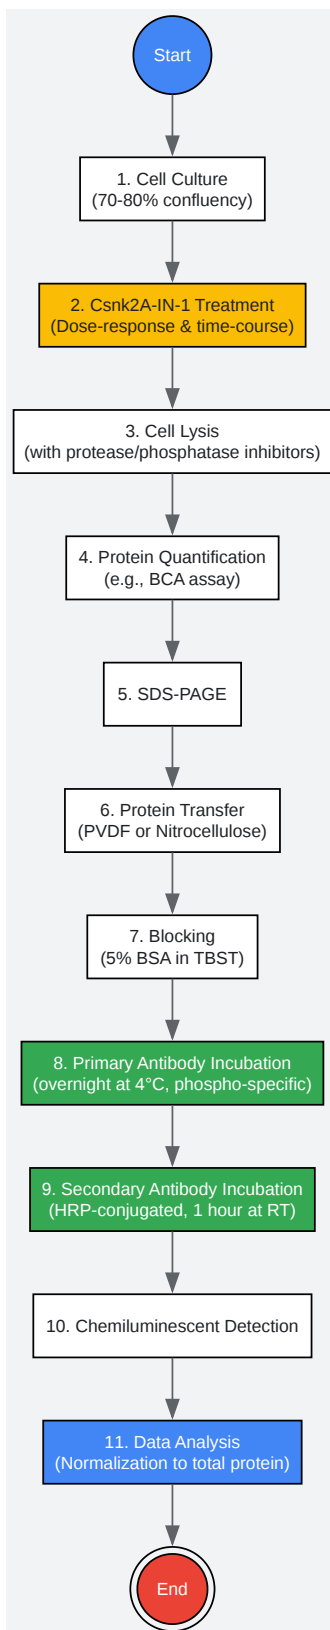 Start
1. Cell Culture
(70-80% confluency)
2. Csnk2A-IN-1 Treatment
(Dose-response & time-course)
3. Cell Lysis
(with protease/phosphatase inhibitors)
4. Protein Quantification
(e.g., BCA assay)
5. SDS-PAGE
6. Protein Transfer
(PVDF or Nitrocellulose)
7. Blocking
(5% BSA in TBST)
8. Primary Antibody Incubation
(overnight at 4°C, phospho-specific)
9. Secondary Antibody Incubation
(HRP-conjugated, 1 hour at RT)
10. Chemiluminescent Detection
11. Data Analysis
(Normalization to total protein)
End